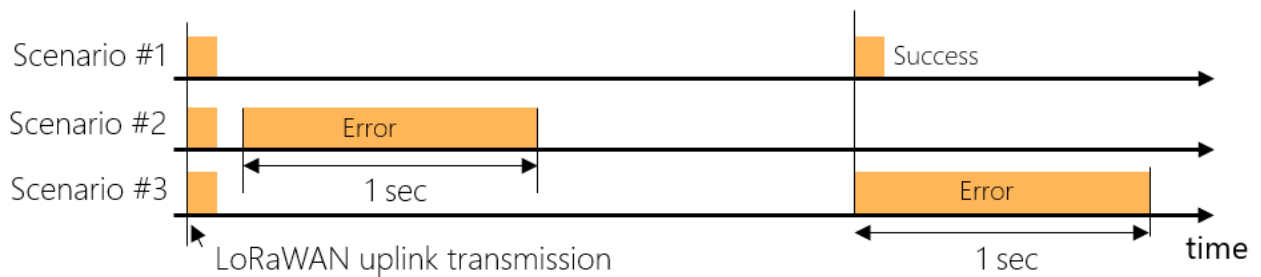 Scenario #1
Success
Scenario #2
Error
1 sec
Scenario #3
Error
LoRaWAN uplink transmission
1 sec
time